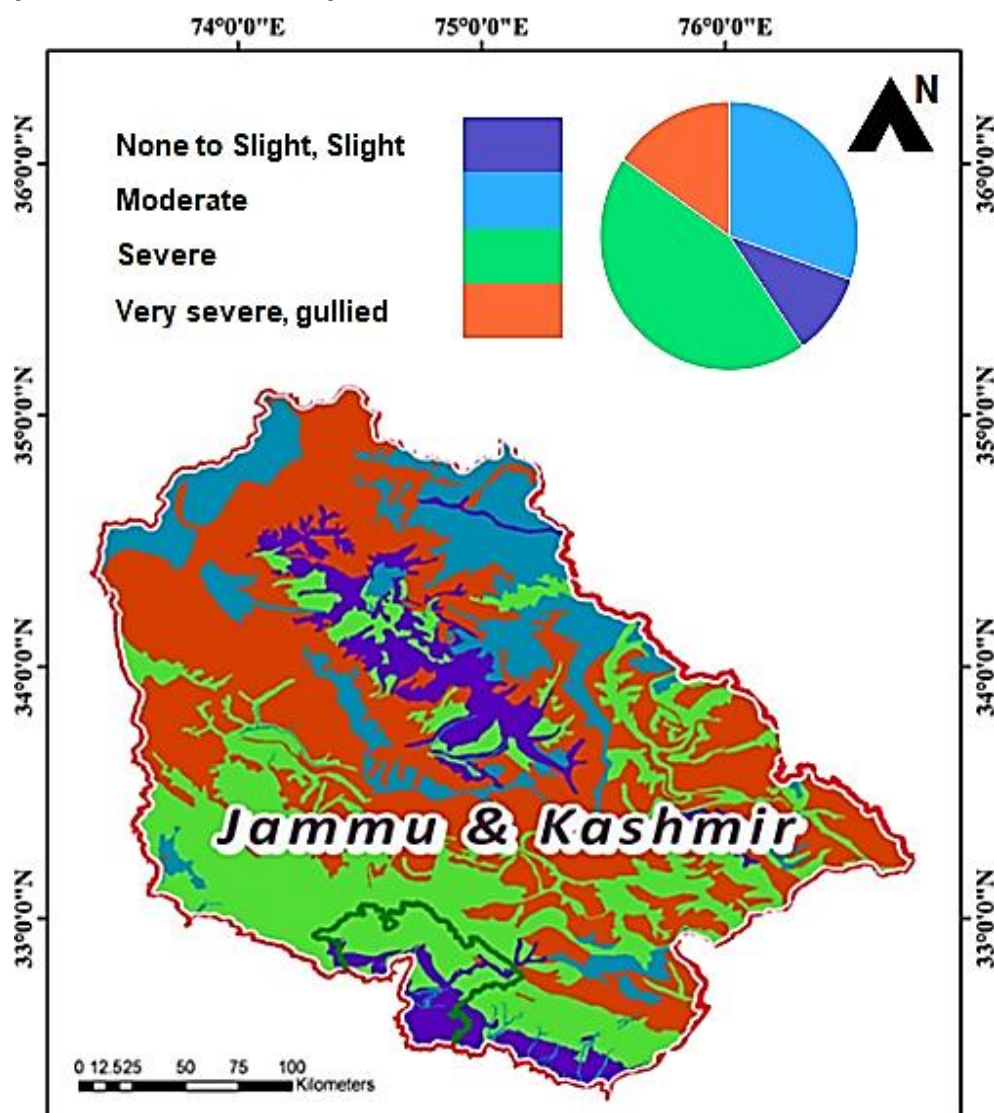 74°0'0"E 75°0'0"E 76°0'0"E
N
None to Slight, Slight
Moderate
Severe
Very severe, gullied
36°0'0"N 36°0'0"N
35°0'0"N 35°0'0"N
34°0'0"N 34°0'0"N
33°0'0"N 33°0'0"N
Jammu & Kashmir
0 12.525 50 75 100
Kilometers